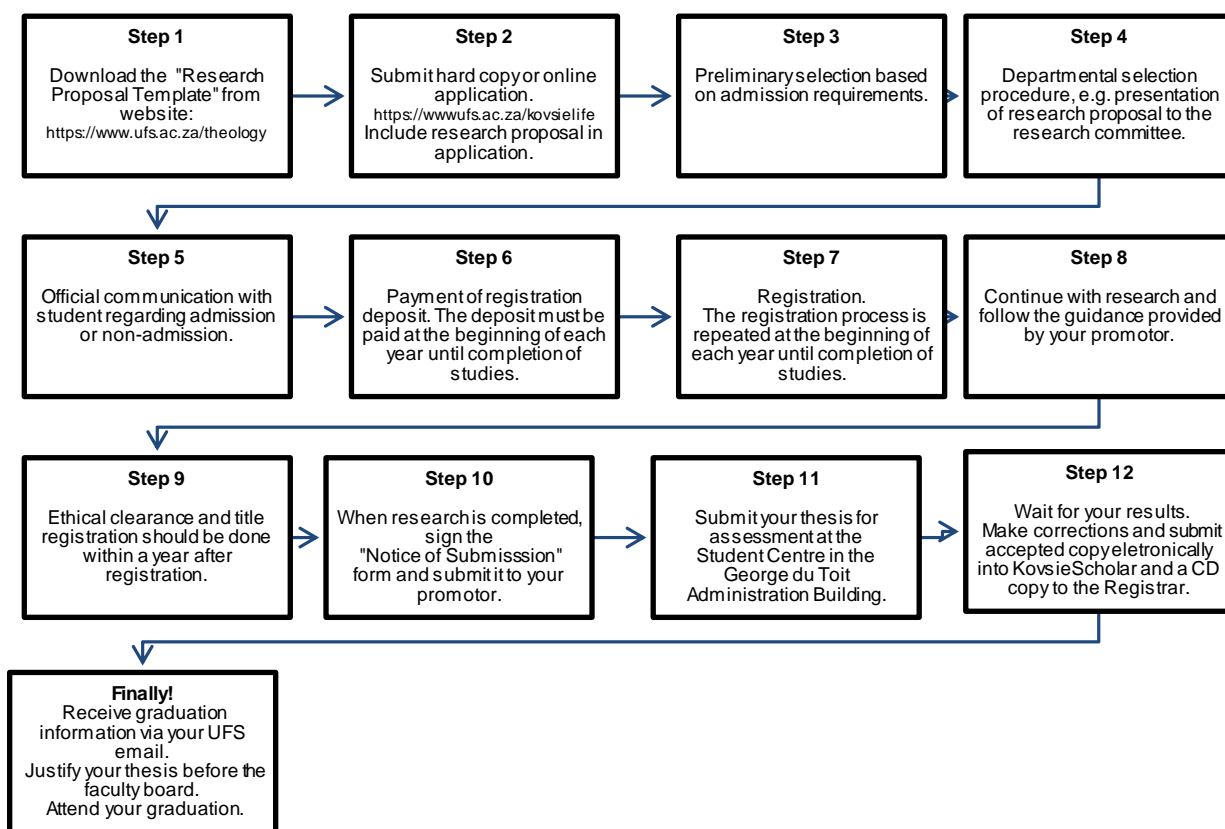 Step 1
Download the "Research
Proposal Template" from
website:
https://www.ufs.ac.za/theology
Step 2
Submit hard copy or online
application.
https://wwwufs.ac.za/kovsielife
Include research proposal in
application.
Step 3
Preliminary selection based
on admission requirements.
Step 4
Departmental selection
procedure, e.g. presentation
of research proposal to the
research committee.
Step 5
Official communication with
student regarding admission
or non-admission.
Step 6
Payment of registration
deposit. The deposit must be
paid at the beginning of each
year until completion of
studies.
Step 7
Registration.
The registration process is
repeated at the beginning of
each year until completion of
studies.
Step 8
Continue with research and
follow the guidance provided
by your promotor.
Step 9
Ethical clearance and title
registration should be done
within a year after
registration.
Step 10
When research is completed,
sign the
"Notice of Submisssion"
form and submit it to your
promotor.
Step 11
Submit your thesis for
assessment at the
Student Centre in the
George du Toit
Administration Building.
Step 12
Wait for your results.
Make corrections and submit
accepted copy eletronically
into KovsieScholar and a CD
copy to the Registrar.
Finally!
Receive graduation
information via your UFS
email.
Justify your thesis before the
faculty board.
Attend your graduation.